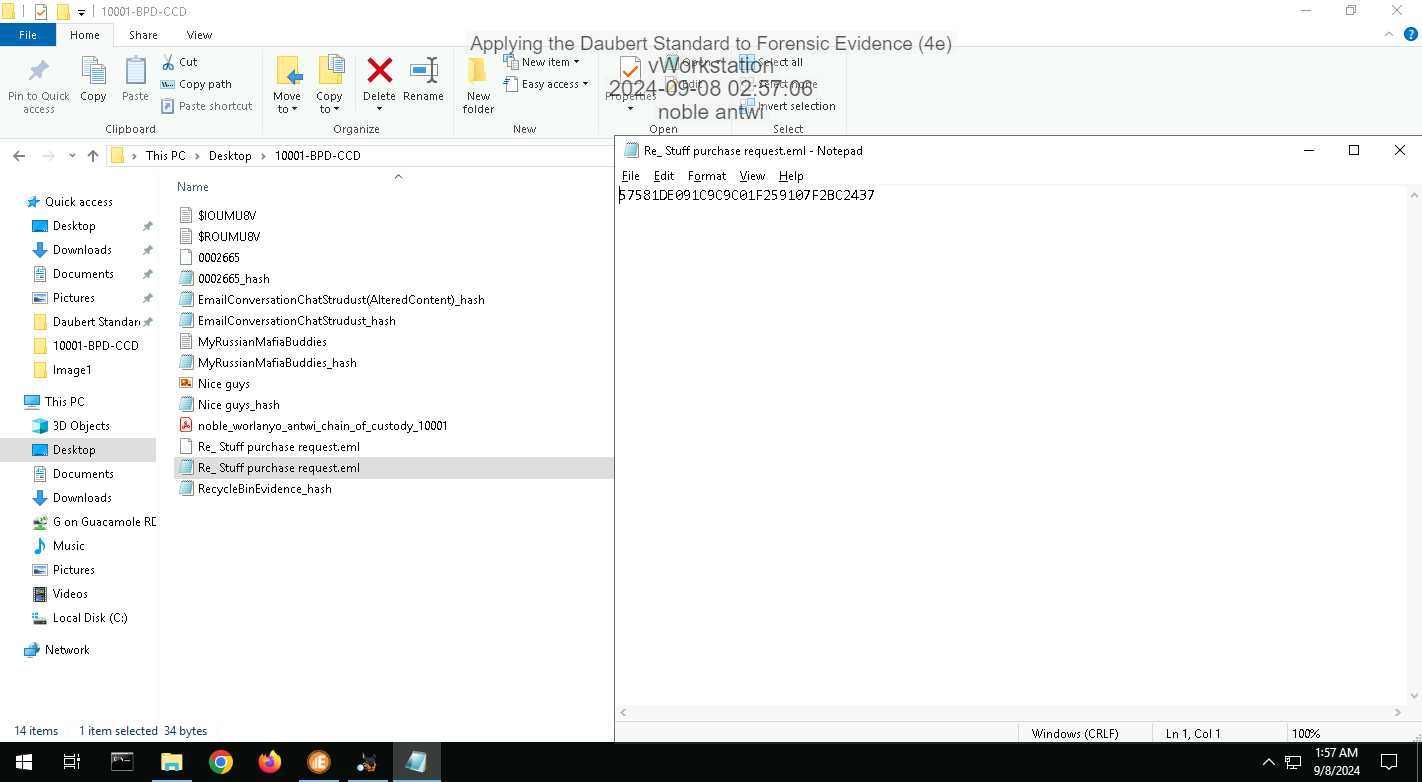 10001-BPD-CCD
File Home Share View
Applying the Daubert Standard to Forensic Evidence (4e)
vWorkstation
2024-09-08 02:57:06
noble antwi
Pin to Quick access
Copy
Paste
Cut
Copy path
Paste shortcut
Move to
Copy to
Delete
Rename
New folder
New item
Easy access
Properties
Open
Edit
Select all
Select none
Invert selection
Clipboard Organize New Open Select
This PC > Desktop > 10001-BPD-CCD
Quick access
Desktop
Downloads
Documents
Pictures
Daubert Standar
10001-BPD-CCD
Image1
This PC
3D Objects
Desktop
Documents
Downloads
G on Guacamole RD
Music
Pictures
Videos
Local Disk (C:)
Network
Name
$IOUMU8V
$ROUMU8V
0002665
0002665_hash
EmailConversationChatStrudust(AlteredContent)_hash
EmailConversationChatStrudust_hash
MyRussianMafiaBuddies
MyRussianMafiaBuddies_hash
Nice guys
Nice guys_hash
noble_worlanyo_antwi_chain_of_custody_10001
Re_ Stuff purchase request.eml
Re_ Stuff purchase request.eml
RecycleBinEvidence_hash
14 items 1 item selected 34 bytes
Re_ Stuff purchase request.eml - Notepad
File Edit Format View Help
57581DE091C9C9C01F259107F2BC2437
Windows (CRLF) Ln 1, Col 1 100%
1:57 AM
9/8/2024